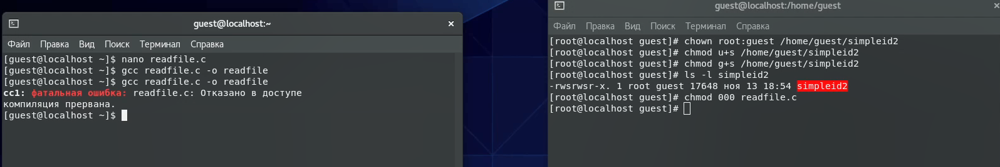 guest@localhost:~
×
Файл Правка Вид Поиск Терминал Справка
[guest@localhost ~]$ nano readfile.c
[guest@localhost ~]$ gcc readfile.c -o readfile
[guest@localhost ~]$ gcc readfile.c -o readfile
cc1: фатальная ошибка: readfile.c: Отказано в доступе
компиляция прервана.
[guest@localhost ~]$
guest@localhost:/home/guest
×
Файл Правка Вид Поиск Терминал Справка
[root@localhost guest]# chown root:guest /home/guest/simpleid2
[root@localhost guest]# chmod u+s /home/guest/simpleid2
[root@localhost guest]# chmod g+s /home/guest/simpleid2
[root@localhost guest]# ls -l simpleid2
-rwsrwsr-x. 1 root guest 17648 ноя 13 18:54 simpleid2
[root@localhost guest]# chmod 000 readfile.c
[root@localhost guest]#